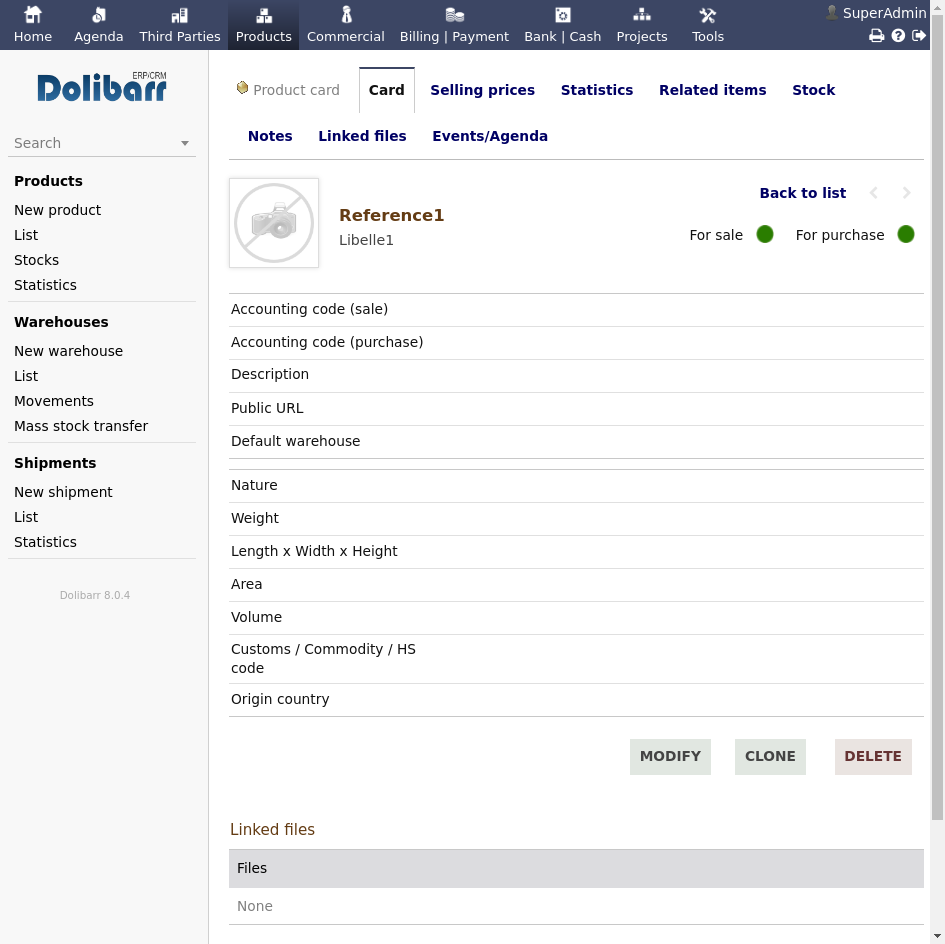 Home Agenda Third Parties Products Commercial Billing | Payment Bank | Cash Projects Tools SuperAdmin
Dolibarr ERP/CRM
Search
Products
New product
List
Stocks
Statistics
Warehouses
New warehouse
List
Movements
Mass stock transfer
Shipments
New shipment
List
Statistics
Dolibarr 8.0.4
Product card Card Selling prices Statistics Related items Stock
Notes Linked files Events/Agenda
Back to list
Reference1
Libelle1
For sale For purchase
Accounting code (sale)
Accounting code (purchase)
Description
Public URL
Default warehouse
Nature
Weight
Length x Width x Height
Area
Volume
Customs / Commodity / HS
code
Origin country
MODIFY CLONE DELETE
Linked files
Files
None